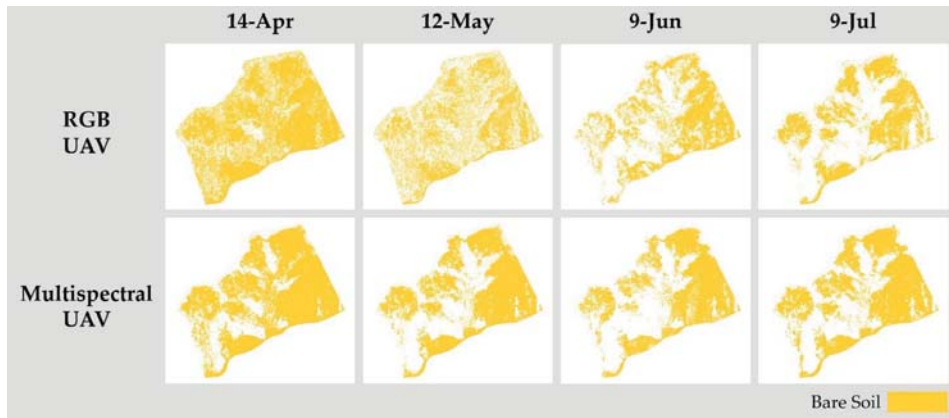 14-Apr 12-May 9-Jun 9-Jul
RGB
UAV
Multispectral
UAV
Bare Soil